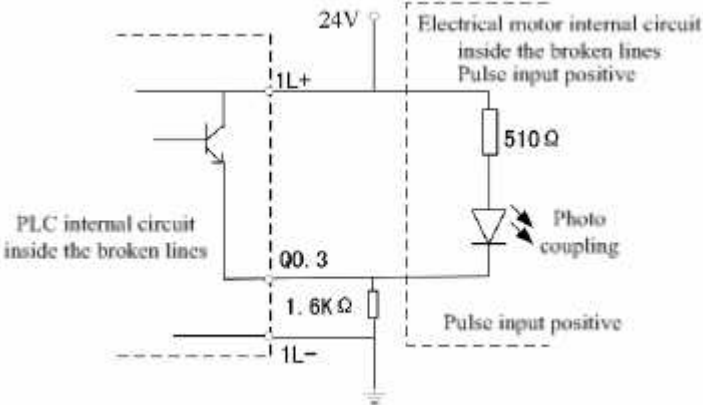 24V
Electrical motor internal circuit
inside the broken lines
Pulse input positive
1L+
510Ω
PLC internal circuit
inside the broken lines
Photo
coupling
Q0. 3
1. 6KΩ
Pulse input positive
1L-